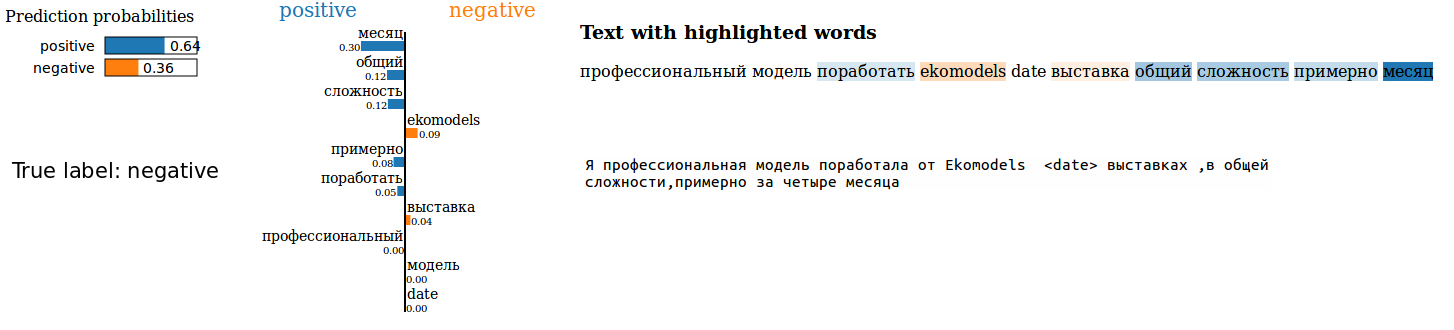 Prediction probabilities
positive 0.64
negative 0.36
True label: negative
positive negative
месяц
0.30
общий
0.12
сложность
0.12
ekomodels
0.09
примерно
0.08
поработать
0.05
выставка
0.04
профессиональный
0.00
модель
0.00
date
0.00
Text with highlighted words
профессиональный модель поработать ekomodels date выставка общий сложность примерно месяц
Я профессиональная модель поработала от Ekomodels <date> выставках ,в общей
сложности,примерно за четыре месяца